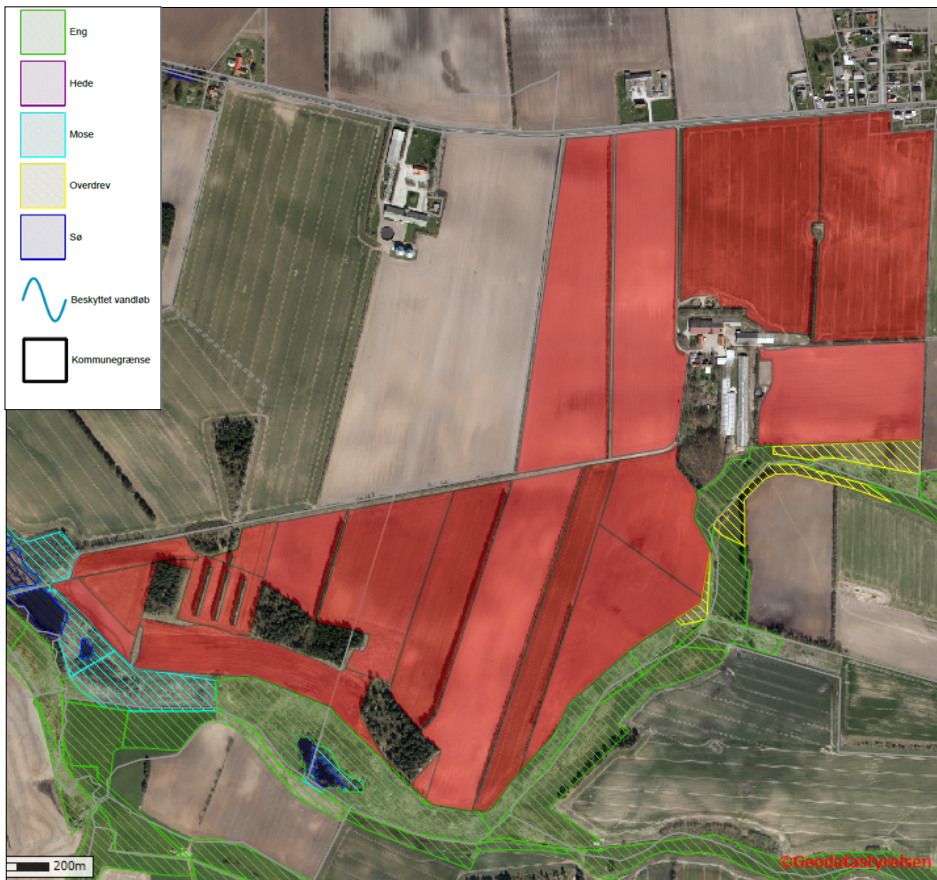 Eng
Hede
Mose
Overdrev
Sø
Beskyttet vandløb
Kommunegrænse
200m
©Geodatastyrelsen